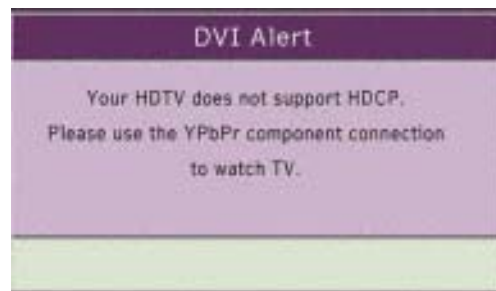 DVI Alert
Your HDTV does not support HDCP.
Please use the YPbPr component connection
to watch TV.